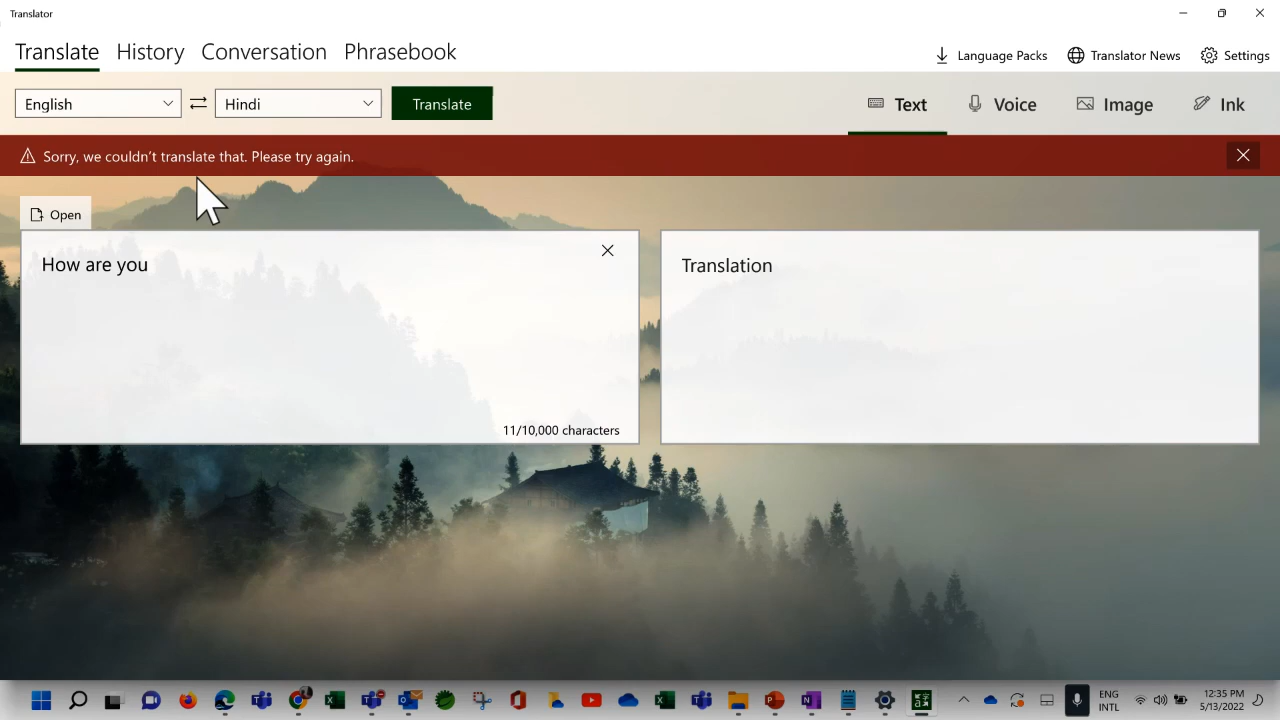 Translator
Translate History Conversation Phrasebook
Language Packs Translator News Settings
English Hindi Translate Text Voice Image Ink
Sorry, we couldn't translate that. Please try again.
Open
How are you
Translation
11/10,000 characters
ENG
INTL
12:35 PM
5/13/2022